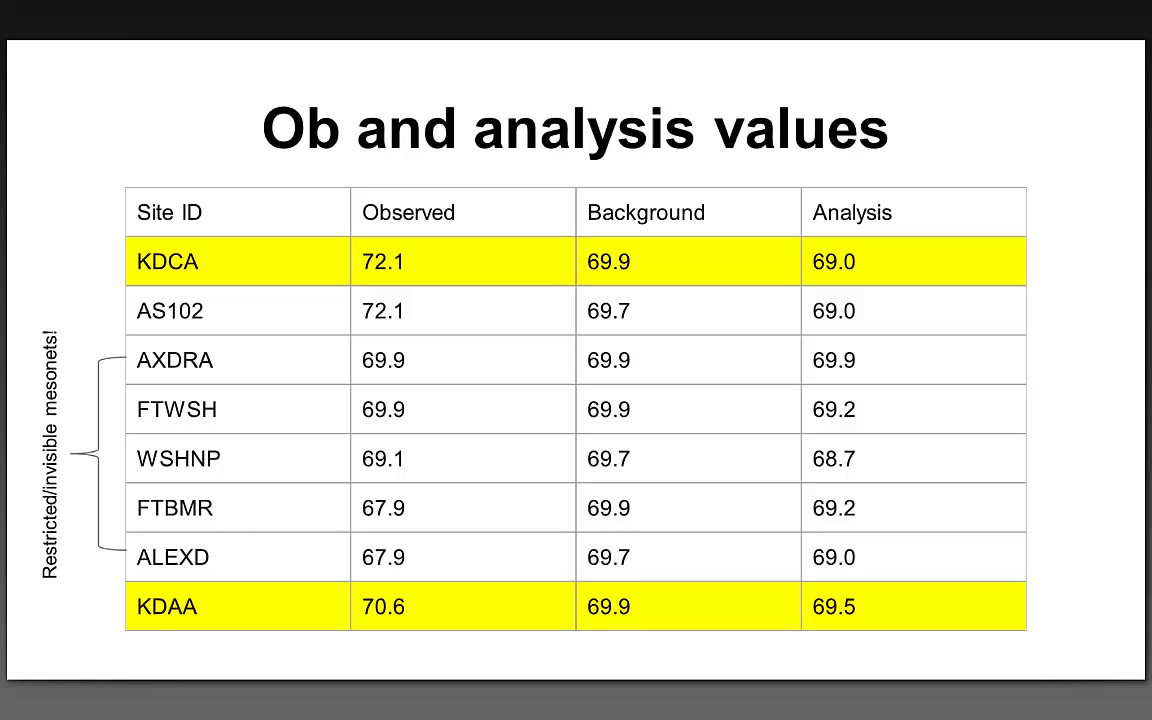 Ob and analysis values
Site ID Observed Background Analysis
KDCA 72.1 69.9 69.0
AS102 72.1 69.7 69.0
AXDRA 69.9 69.9 69.9
FTWSH 69.9 69.9 69.2
WSHNP 69.1 69.7 68.7
FTBMR 67.9 69.9 69.2
ALEXD 67.9 69.7 69.0
KDAA 70.6 69.9 69.5
Restricted/invisible mesonets!